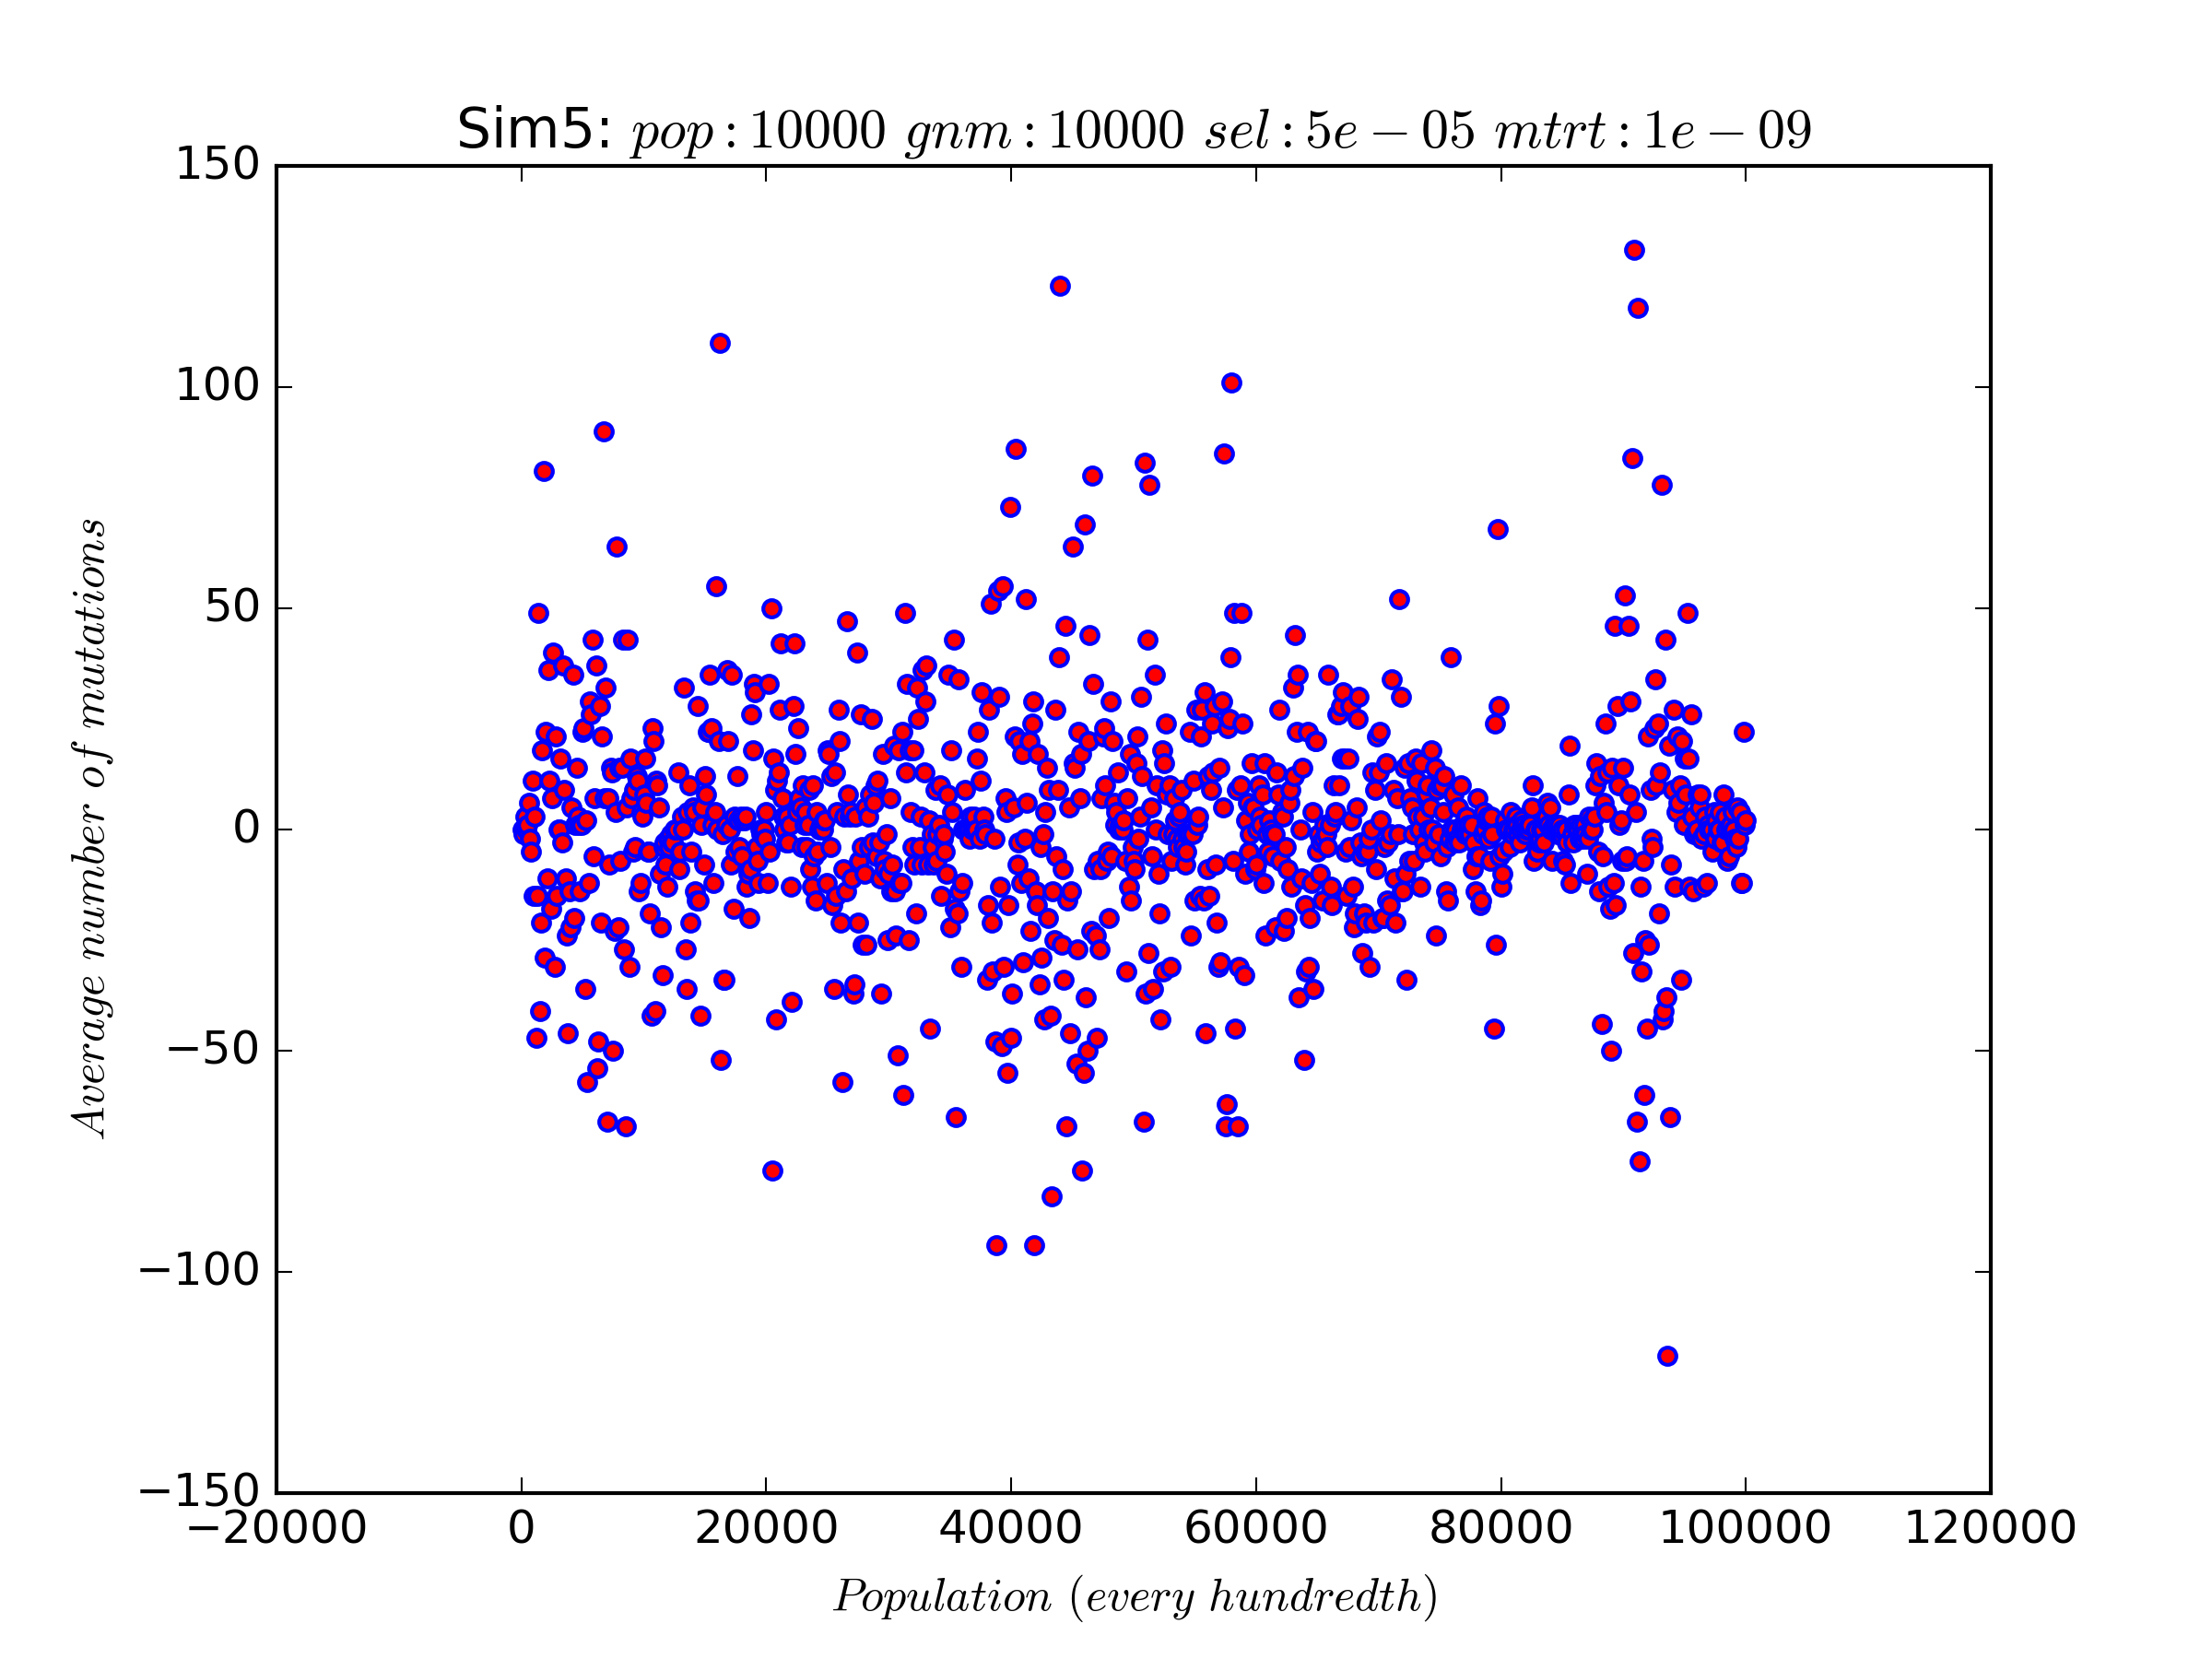 Sim5: pop : 10000 gnm : 10000 sel : 5e − 05 mtrt : 1e − 09
150
100
50
0
−50
−100
−150
Average number of mutations
−20000 0 20000 40000 60000 80000 100000 120000
Population (every hundredth)